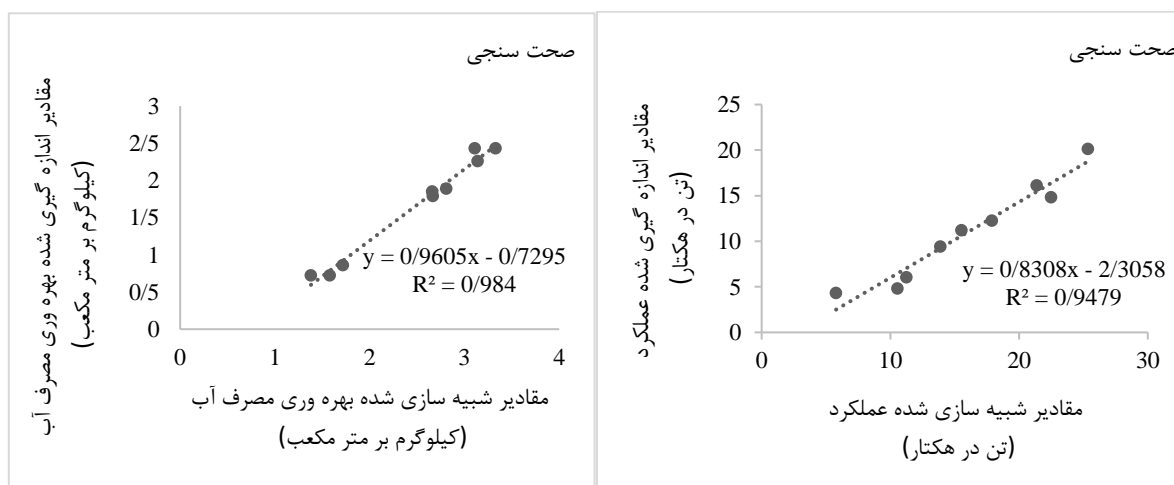 صحت سنجی
مقادیر اندازه گیری شده بهره وری مصرف آب
(کیلوگرم بر متر مکعب)
3
2/5
2
1/5
1
0/5
0
y = 0/9605x - 0/7295
R² = 0/984
0 1 2 3 4
مقادیر شبیه سازی شده بهره وری مصرف آب
(کیلوگرم بر متر مکعب)
صحت سنجی
مقادیر اندازه گیری شده عملکرد
(تن در هکتار)
25
20
15
10
5
0
y = 0/8308x - 2/3058
R² = 0/9479
0 10 20 30
مقادیر شبیه سازی شده عملکرد
(تن در هکتار)